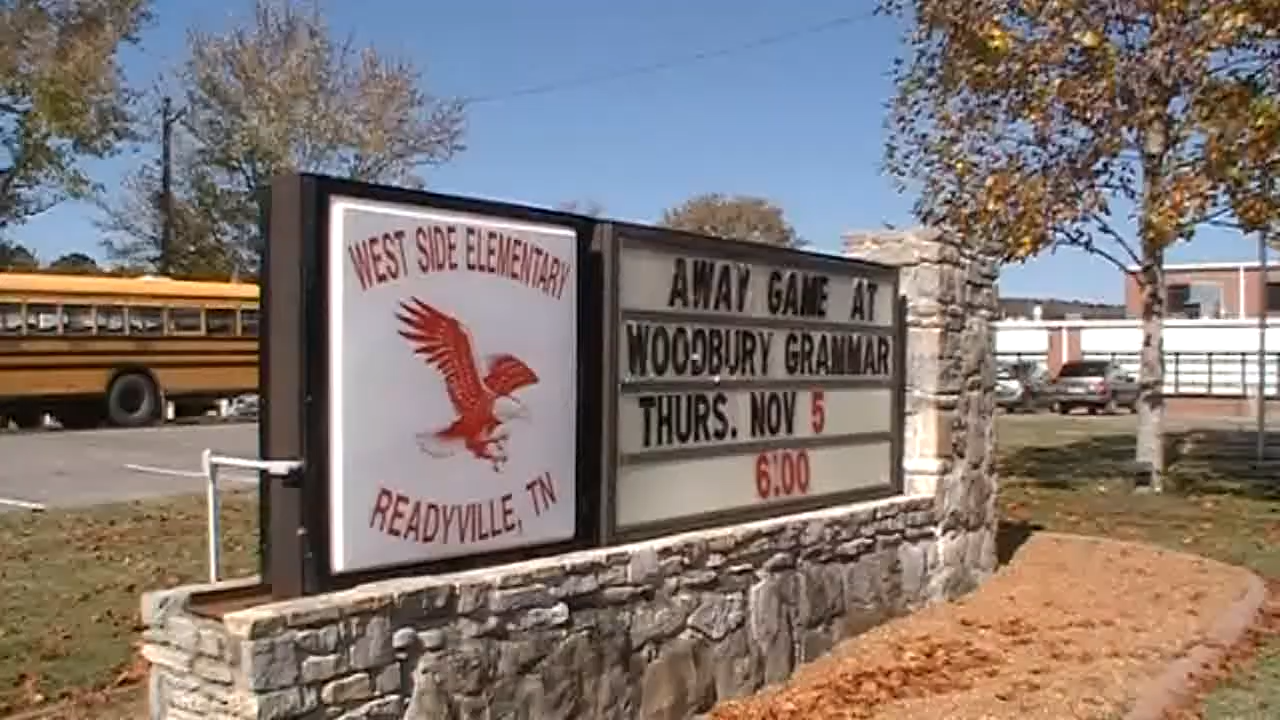 WEST SIDE ELEMENTARY
READYVILLE, TN
AWAY GAME AT
WOODBURY GRAMMAR
THURS. NOV 5
6:00